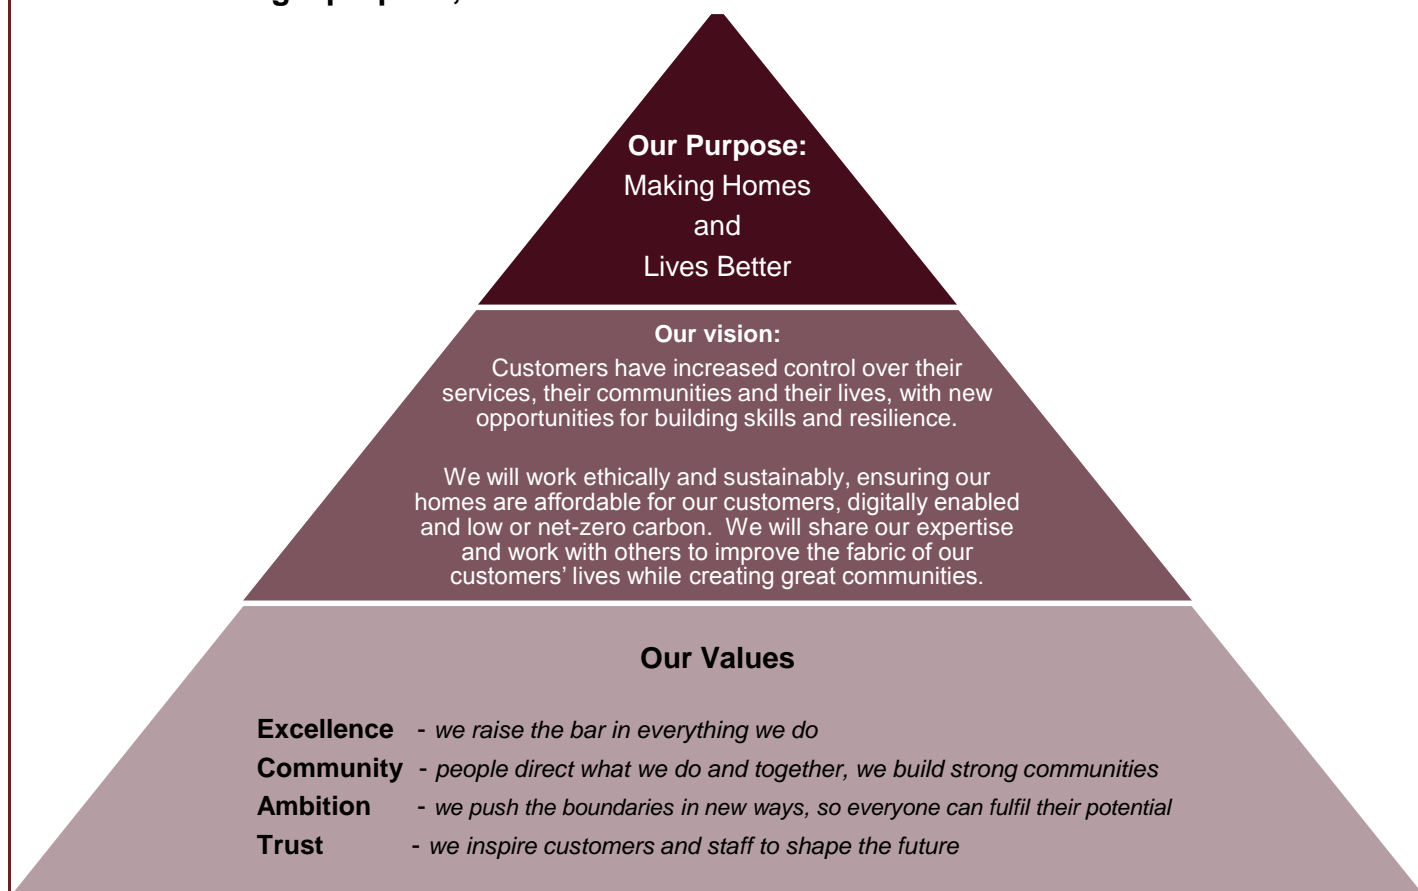 Our Purpose:
Making Homes
and
Lives Better
Our vision:
Customers have increased control over their
services, their communities and their lives, with new
opportunities for building skills and resilience.
We will work ethically and sustainably, ensuring our
homes are affordable for our customers, digitally enabled
and low or net-zero carbon.  We will share our expertise
and work with others to improve the fabric of our
customers’ lives while creating great communities.
Our Values
Excellence - we raise the bar in everything we do
Community - people direct what we do and together, we build strong communities
Ambition - we push the boundaries in new ways, so everyone can fulfil their potential
Trust - we inspire customers and staff to shape the future